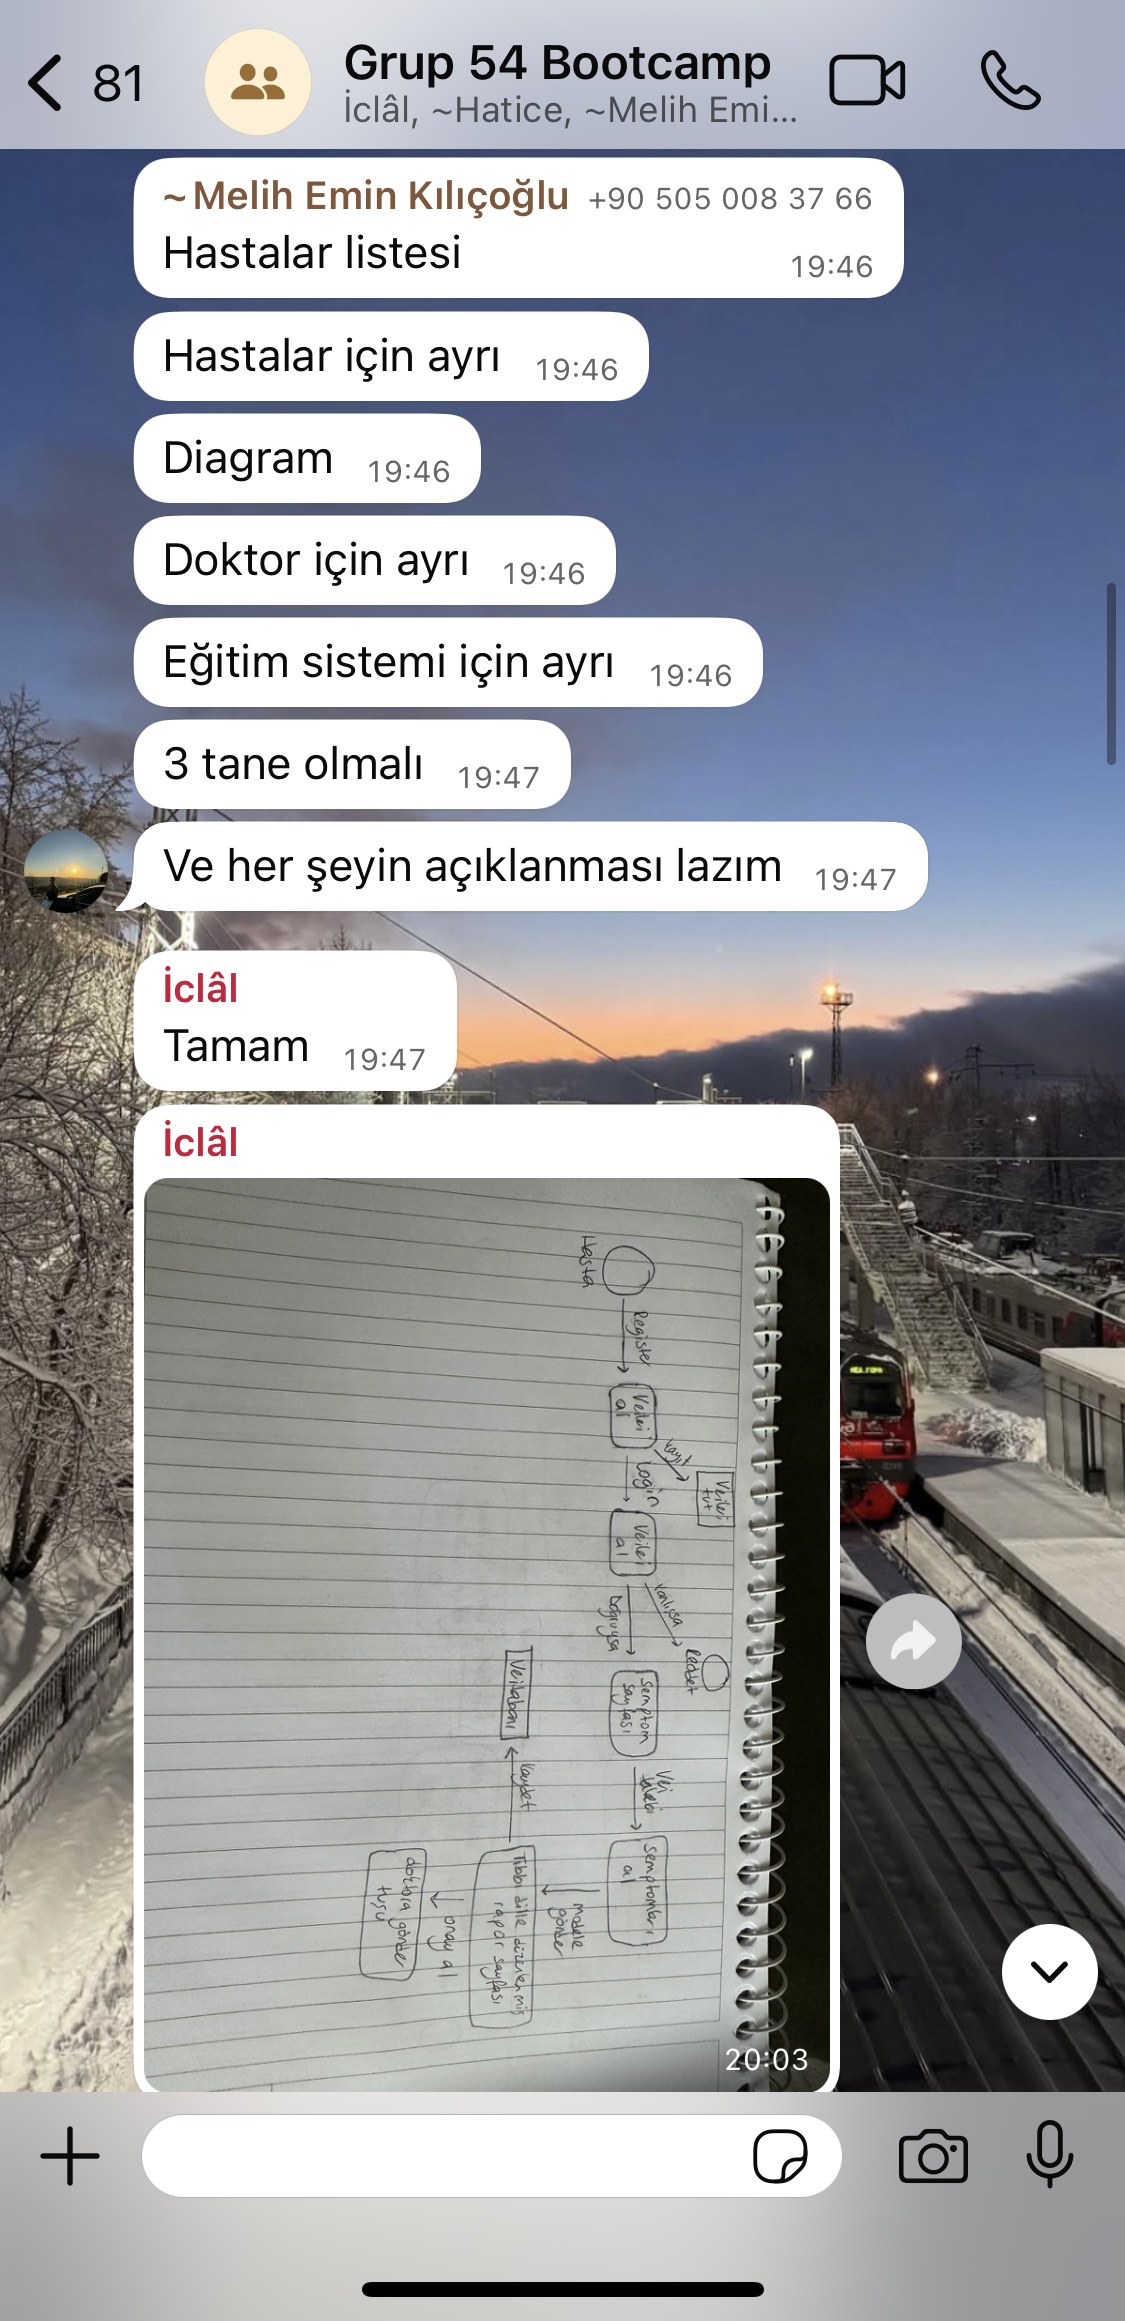 81
Grup 54 Bootcamp
İclâl, ~Hatice, ~Melih Emi...
~Melih Emin Kılıçoğlu +90 505 008 37 66
Hastalar listesi 19:46
Hastalar için ayrı 19:46
Diagram 19:46
Doktor için ayrı 19:46
Eğitim sistemi için ayrı 19:46
3 tane olmalı 19:47
Ve her şeyin açıklanması lazım 19:47
İclâl
Tamam 19:47
İclâl
Hasta
Register
Verileri
al
kayıt
Verileri
tut
Login
Verileri
al
Yanlışsa
Reddet
Doğruysa
Semptom
sayfası
Veri
talebi
Semptomları
al
modele
gönder
Tıbbi dille düzenlenmiş
rapor sayfası
kaydet
Veritabanı
onay al
doktora gönder
tuşu
20:03